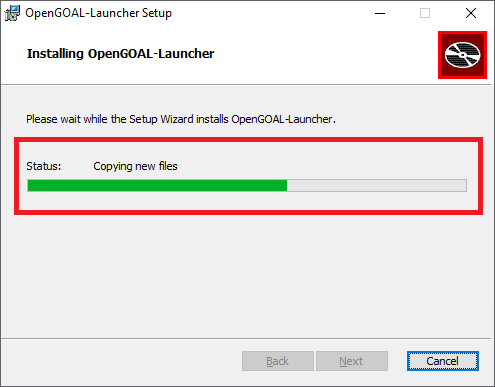 OpenGOAL-Launcher Setup
Installing OpenGOAL-Launcher
Please wait while the Setup Wizard installs OpenGOAL-Launcher.
Status: Copying new files
Back Next Cancel